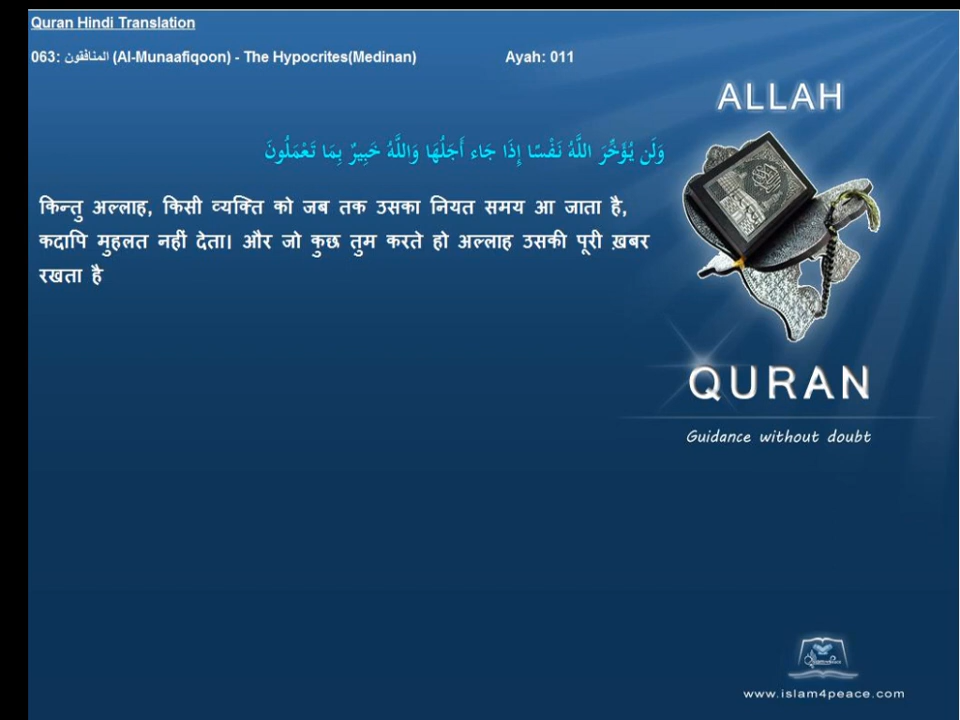 Quran Hindi Translation
063: المنافقون (Al-Munaafiqoon) - The Hypocrites(Medinan) Ayah: 011
ALLAH
وَلَن يُؤَخِّرَ اللَّهُ نَفْسًا إِذَا جَاء أَجَلُهَا وَاللَّهُ خَبِيرٌ بِمَا تَعْمَلُونَ
किन्तु अल्लाह, किसी व्यक्ति को जब तक उसका नियत समय आ जाता है,
कदापि मुहलत नहीं देता। और जो कुछ तुम करते हो अल्लाह उसकी पूरी ख़बर
रखता है
QURAN
Guidance without doubt
www.islam4peace.com